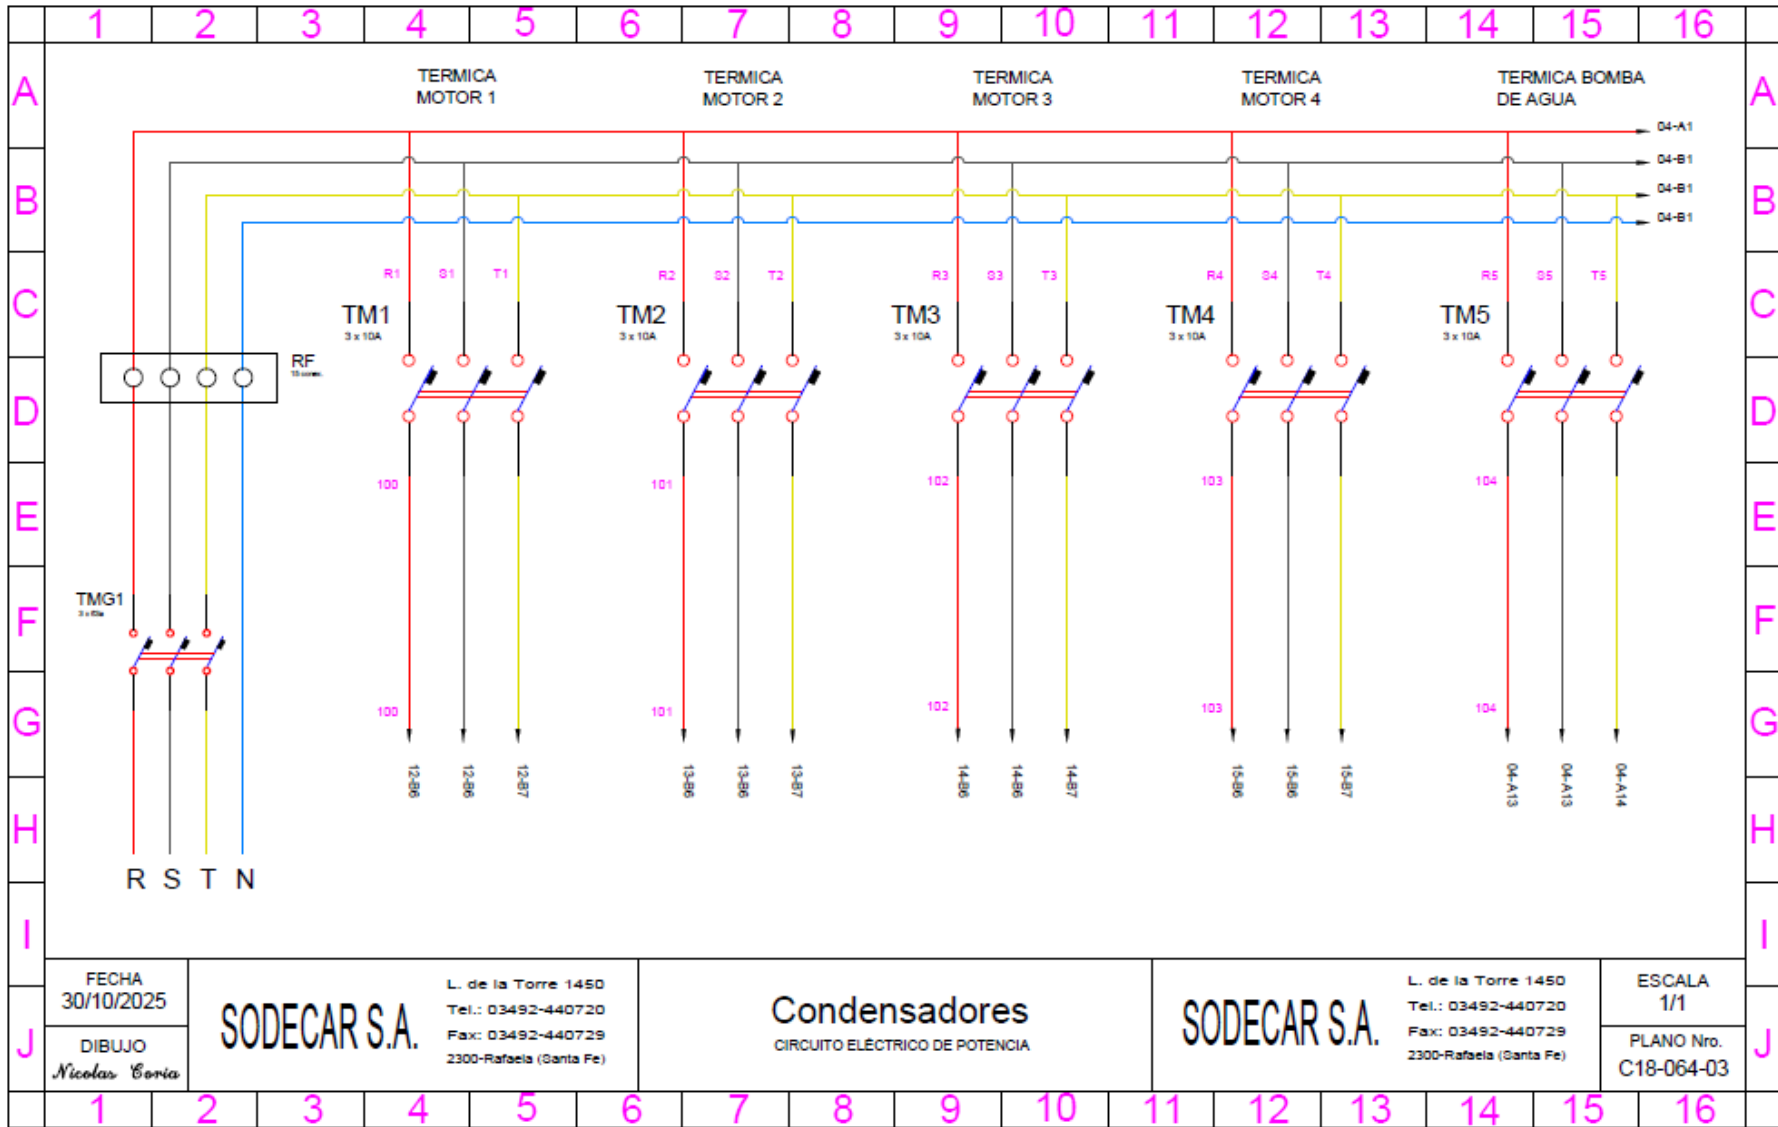 1 2 3 4 5 6 7 8 9 10 11 12 13 14 15 16
A A
TERMICA
MOTOR 1
TERMICA
MOTOR 2
TERMICA
MOTOR 3
TERMICA
MOTOR 4
TERMICA BOMBA
DE AGUA
04-A1
04-B1
04-B1
04-B1
B B
R1 S1 T1 R2 S2 T2 R3 S3 T3 R4 S4 T4 R5 S5 T5
C C
TM1
3 x 10A
TM2
3 x 10A
TM3
3 x 10A
TM4
3 x 10A
TM5
3 x 10A
RF
D D
100 101 102 103 104
E E
TMG1
F F
100 101 102 103 104
G G
12-B6 12-B6 12-B7 13-B6 13-B6 13-B7 14-B6 14-B6 14-B7 15-B6 15-B6 15-B7 04-A13 04-A13 04-A14
H H
R S T N
I I
FECHA
30/10/2025
DIBUJO
Nicolas Coria
SODECAR S.A.
L. de la Torre 1450
Tel.: 03492-440720
Fax: 03492-440729
2300-Rafaela (Santa Fe)
Condensadores
CIRCUITO ELÉCTRICO DE POTENCIA
SODECAR S.A.
L. de la Torre 1450
Tel.: 03492-440720
Fax: 03492-440729
2300-Rafaela (Santa Fe)
ESCALA
1/1
PLANO Nro.
C18-064-03
J J
1 2 3 4 5 6 7 8 9 10 11 12 13 14 15 16